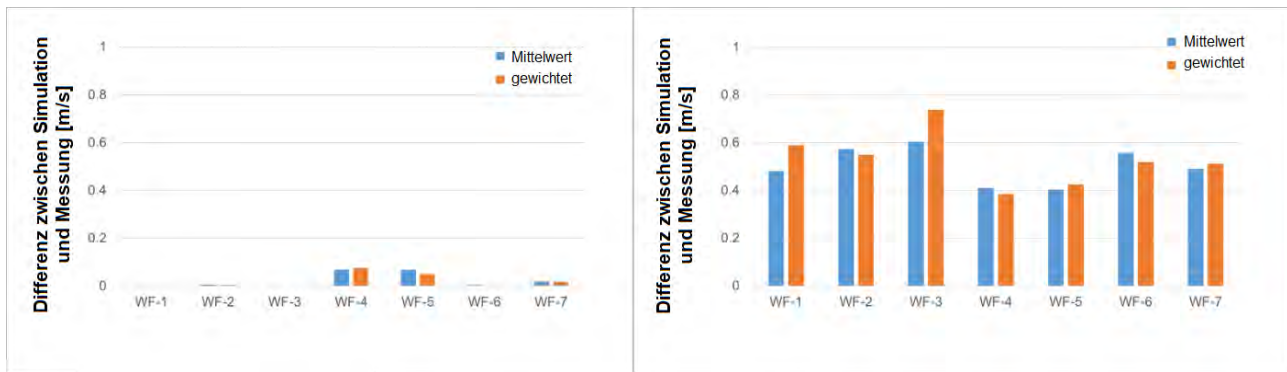 Differenz zwischen Simulation
und Messung [m/s]
1
0.8
0.6
0.4
0.2
0
Mittelwert
gewichtet
WF-1 WF-2 WF-3 WF-4 WF-5 WF-6 WF-7
Differenz zwischen Simulation
und Messung [m/s]
1
0.8
0.6
0.4
0.2
0
Mittelwert
gewichtet
WF-1 WF-2 WF-3 WF-4 WF-5 WF-6 WF-7